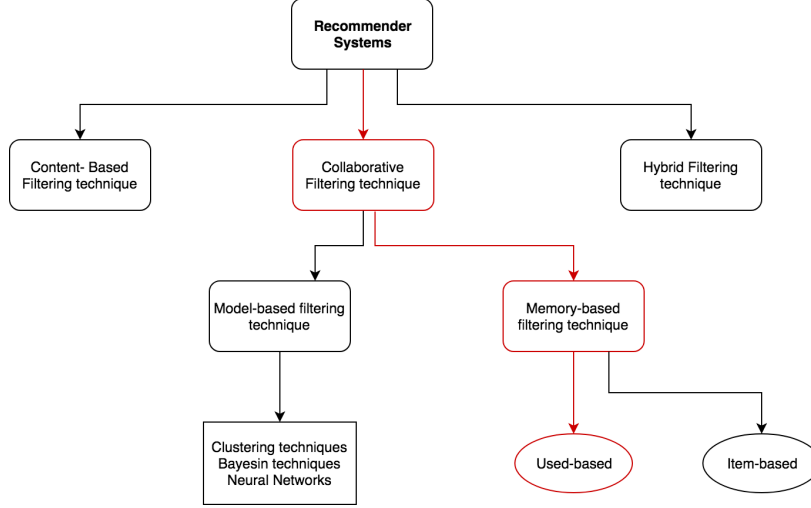 Recommender
Systems
Content- Based
Filtering technique
Collaborative
Filtering technique
Hybrid Filtering
technique
Model-based filtering
technique
Memory-based
filtering technique
Clustering techniques
Bayesin techniques
Neural Networks
Used-based
Item-based